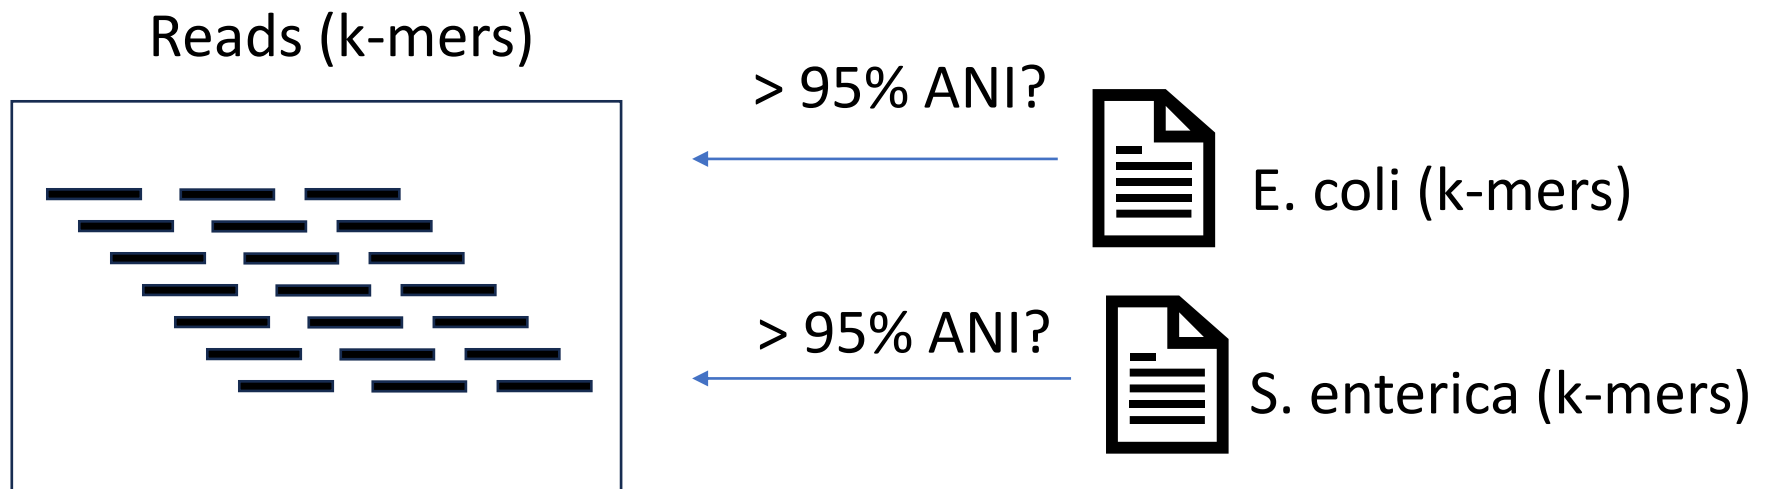 Reads (k-mers)
> 95% ANI?
E. coli (k-mers)
> 95% ANI?
S. enterica (k-mers)